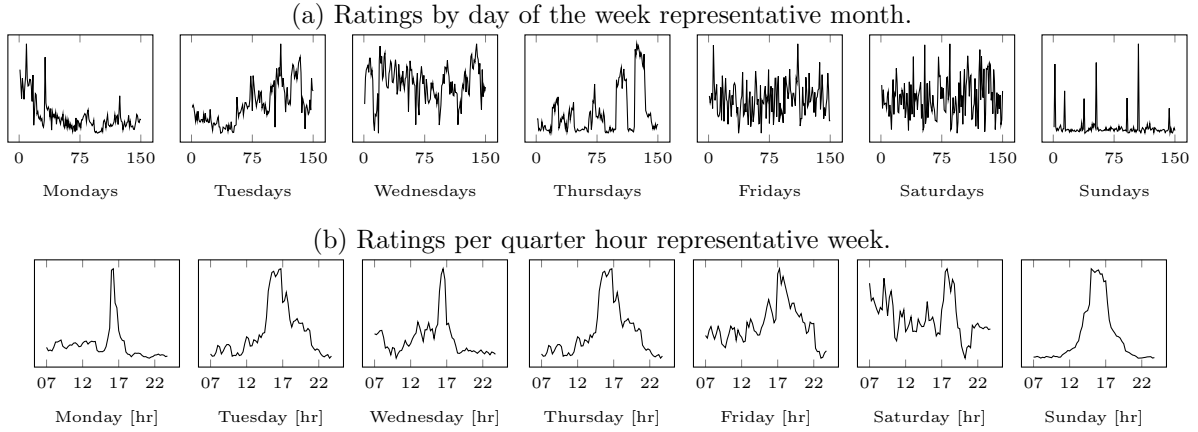 (a) Ratings by day of the week representative month.
0 75 150 0 75 150 0 75 150 0 75 150 0 75 150 0 75 150 0 75 150
Mondays Tuesdays Wednesdays Thursdays Fridays Saturdays Sundays
(b) Ratings per quarter hour representative week.
07 12 17 22 07 12 17 22 07 12 17 22 07 12 17 22 07 12 17 22 07 12 17 22 07 12 17 22
Monday [hr] Tuesday [hr] Wednesday [hr] Thursday [hr] Friday [hr] Saturday [hr] Sunday [hr]